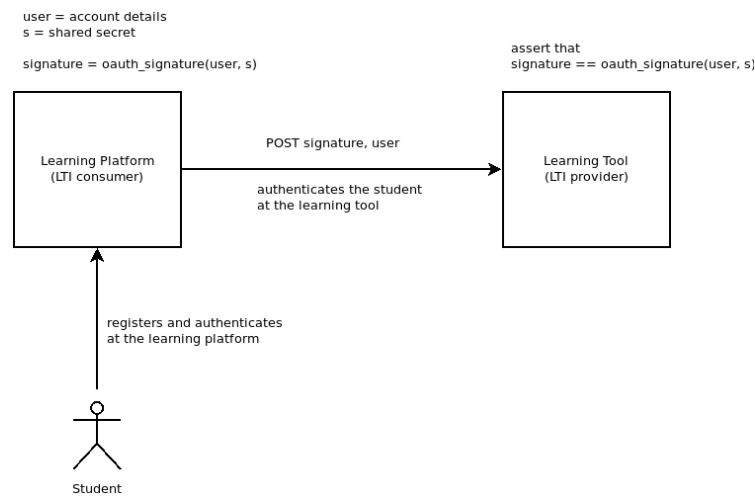 user = account details
s = shared secret
signature = oauth_signature(user, s)
assert that
signature == oauth_signature(user, s)
Learning Platform
(LTI consumer)
POST signature, user
authenticates the student
at the learning tool
Learning Tool
(LTI provider)
registers and authenticates
at the learning platform
Student